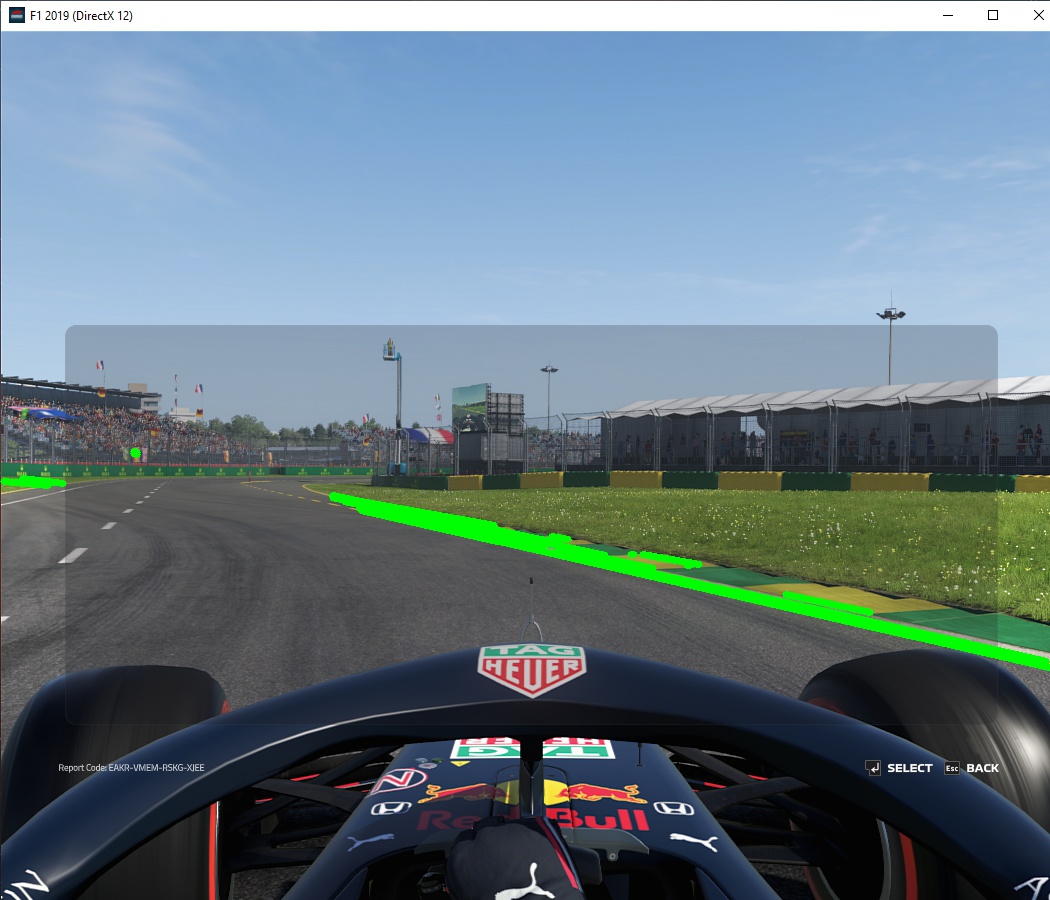 F1 2019 (DirectX 12)
TAG
HEUER
Red Bull
Report Code: EAKR-VMEM-RSKG-XJEE
SELECT
Esc
BACK